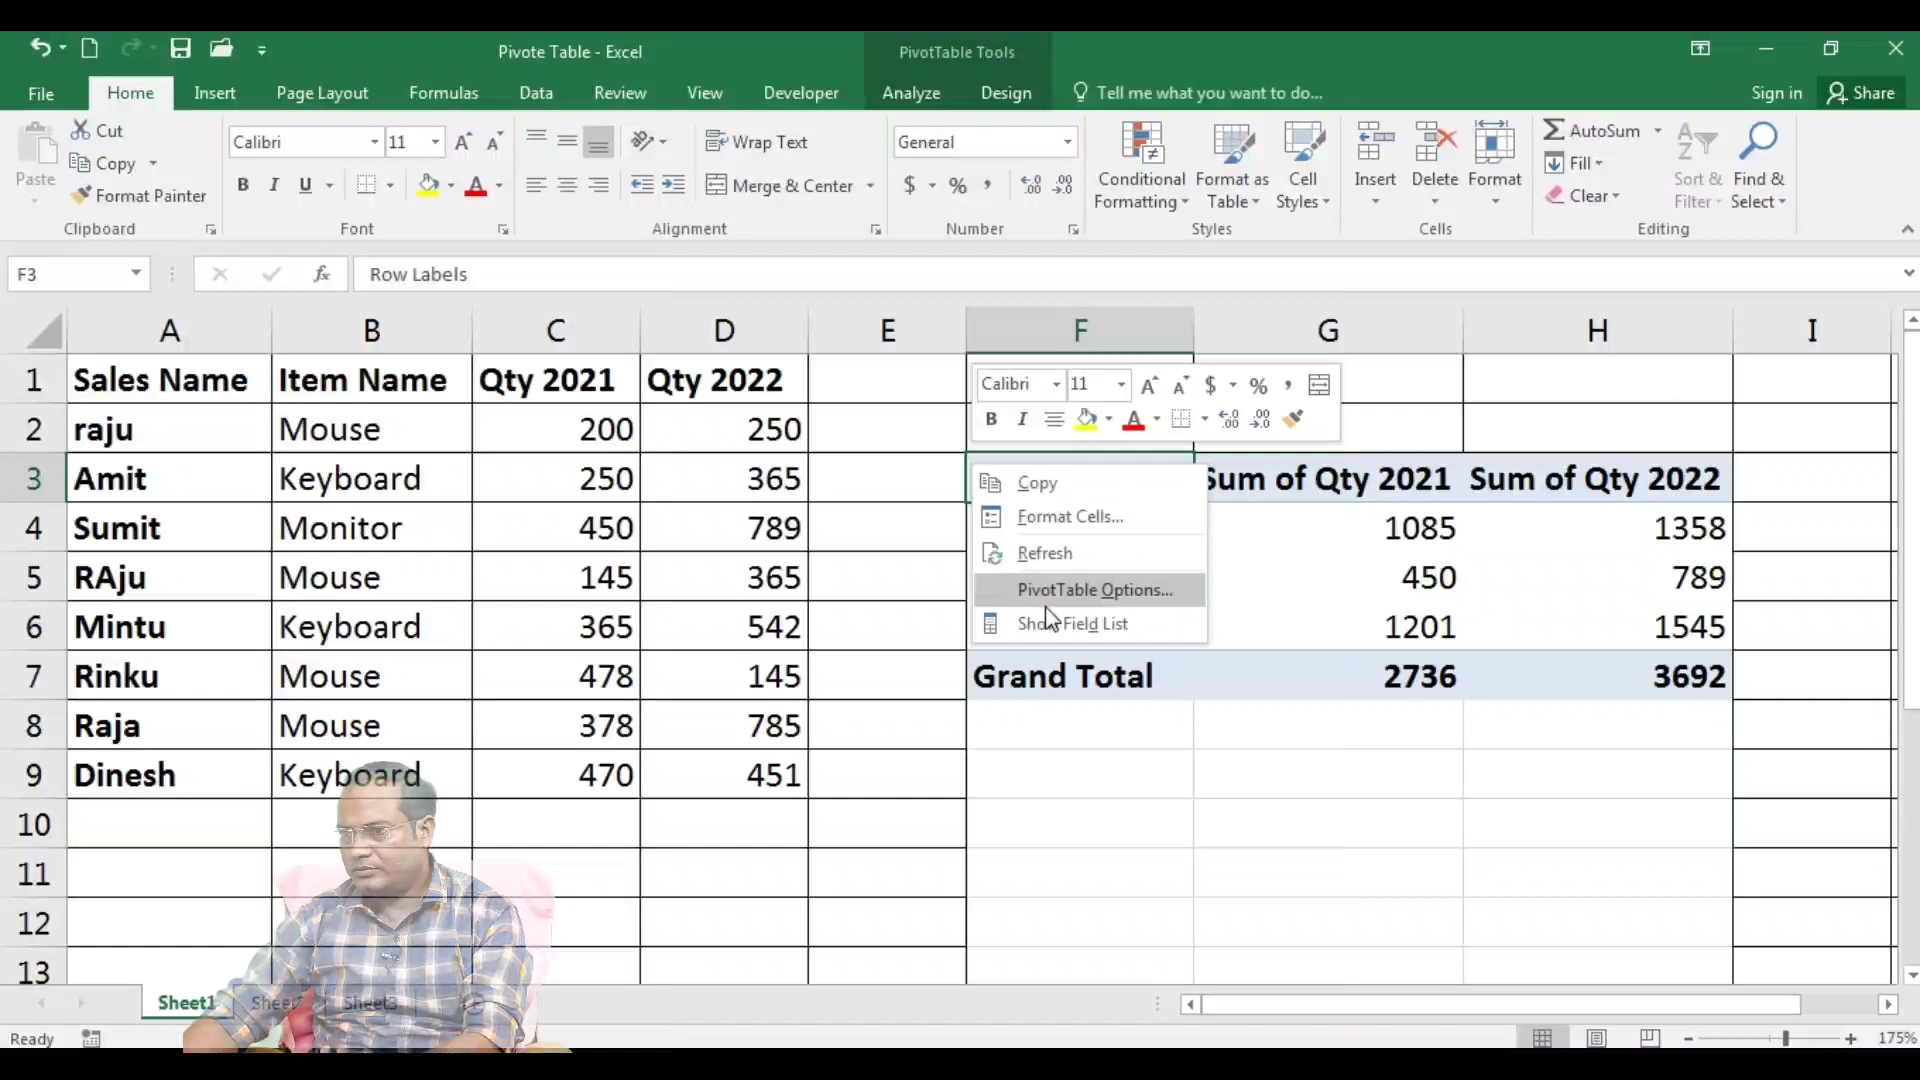 Pivote Table - Excel
PivotTable Tools
File Home Insert Page Layout Formulas Data Review View Developer Analyze Design Tell me what you want to do... Sign in Share
Paste
Cut
Copy
Format Painter
Clipboard
Calibri 11
B I U
Font
Wrap Text
Merge & Center
Alignment
General
$ % ,
Number
Conditional Formatting
Format as Table
Cell Styles
Styles
Insert Delete Format
Cells
AutoSum
Fill
Clear
Sort & Filter
Find & Select
Editing
F3 fx Row Labels
A B C D E F G H I
1 Sales Name Item Name Qty 2021 Qty 2022
2 raju Mouse 200 250
3 Amit Keyboard 250 365 Sum of Qty 2021 Sum of Qty 2022
4 Sumit Monitor 450 789 1085 1358
5 RAju Mouse 145 365 450 789
6 Mintu Keyboard 365 542 1201 1545
7 Rinku Mouse 478 145 Grand Total 2736 3692
8 Raja Mouse 378 785
9 Dinesh Keyboard 470 451
10
11
12
13
Calibri 11 A A $ % ,
B I A
Copy
Format Cells...
Refresh
PivotTable Options...
Field List
Sheet1 Sheet3
Ready 175%